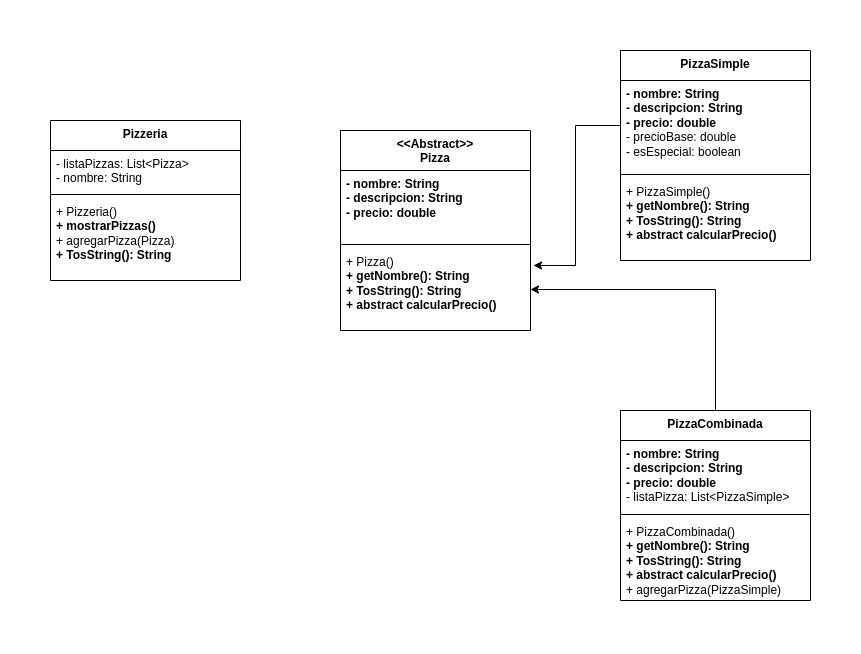 Pizzeria
- listaPizzas: List<Pizza>
- nombre: String
+ Pizzeria()
+ mostrarPizzas()
+ agregarPizza(Pizza)
+ TosString(): String
<<Abstract>>
Pizza
- nombre: String
- descripcion: String
- precio: double
+ Pizza()
+ getNombre(): String
+ TosString(): String
+ abstract calcularPrecio()
PizzaSimple
- nombre: String
- descripcion: String
- precio: double
- precioBase: double
- esEspecial: boolean
+ PizzaSimple()
+ getNombre(): String
+ TosString(): String
+ abstract calcularPrecio()
PizzaCombinada
- nombre: String
- descripcion: String
- precio: double
- listaPizza: List<PizzaSimple>
+ PizzaCombinada()
+ getNombre(): String
+ TosString(): String
+ abstract calcularPrecio()
+ agregarPizza(PizzaSimple)